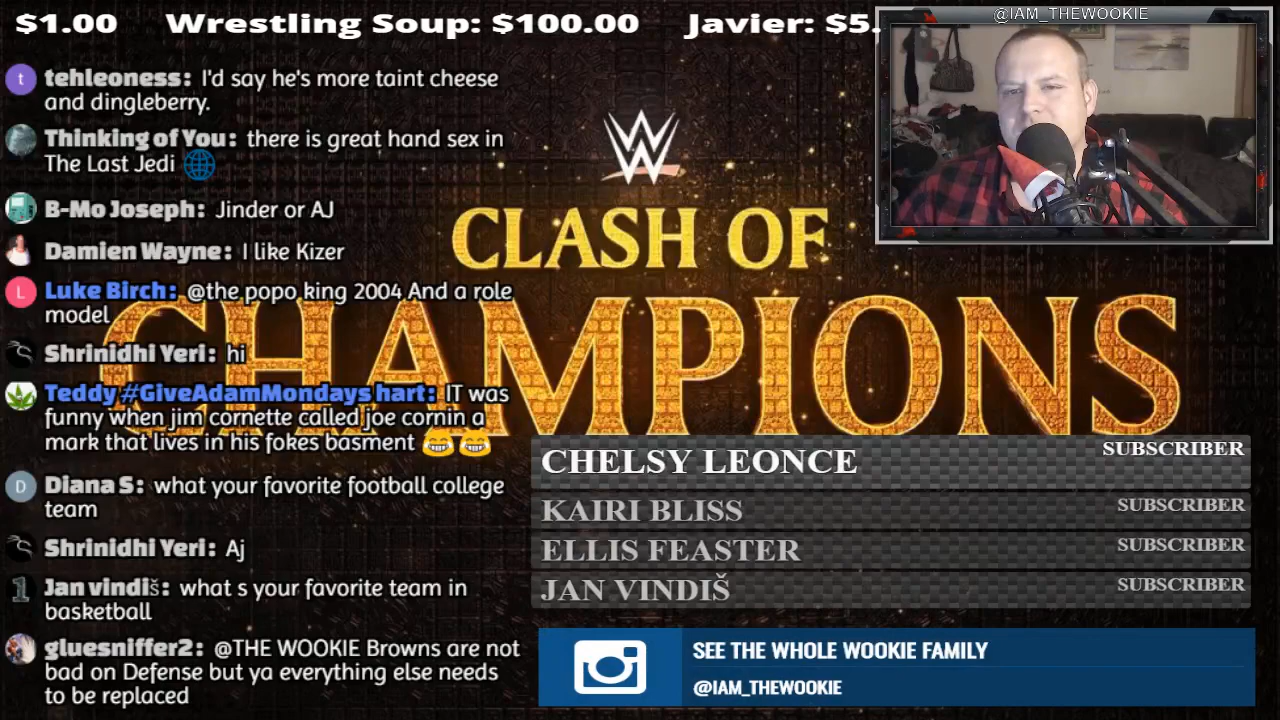 $1.00 Wrestling Soup: $100.00 Javier: $5.
@IAM_THEWOOKIE
tehleoness: I'd say he's more taint cheese
and dingleberry.
Thinking of You: there is great hand sex in
The Last Jedi
B-Mo Joseph: Jinder or AJ
Damien Wayne: I like Kizer
Luke Birch: @the popo king 2004 And a role
model
Shrinidhi Yeri: hi
Teddy #GiveAdamMondays hart: IT was
funny when jim cornette called joe cornin a
mark that lives in his fokes basment 😂 😂
Diana S: what your favorite football college
team
Shrinidhi Yeri: Aj
Jan vindiš: what s your favorite team in
basketball
gluesniffer2: @THE WOOKIE Browns are not
bad on Defense but ya everything else needs
to be replaced
W
CLASH OF
CHAMPIONS
CHELSY LEONCE SUBSCRIBER
KAIRI BLISS SUBSCRIBER
ELLIS FEASTER SUBSCRIBER
JAN VINDIŠ SUBSCRIBER
SEE THE WHOLE WOOKIE FAMILY
@IAM_THEWOOKIE